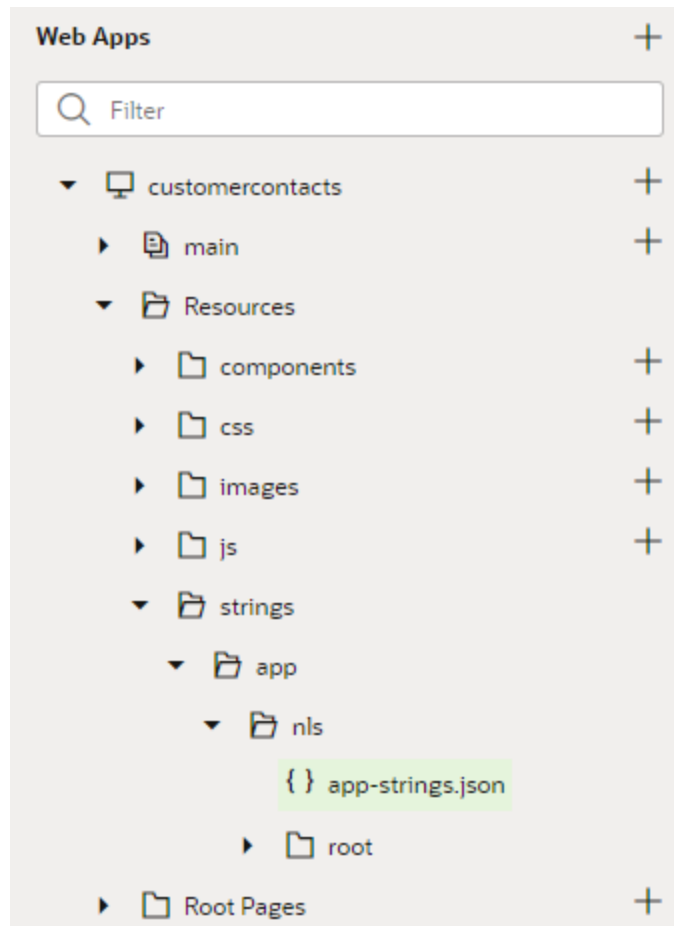 Web Apps
Filter
customercontacts
main
Resources
components
css
images
js
strings
app
nls
{ } app-strings.json
root
Root Pages